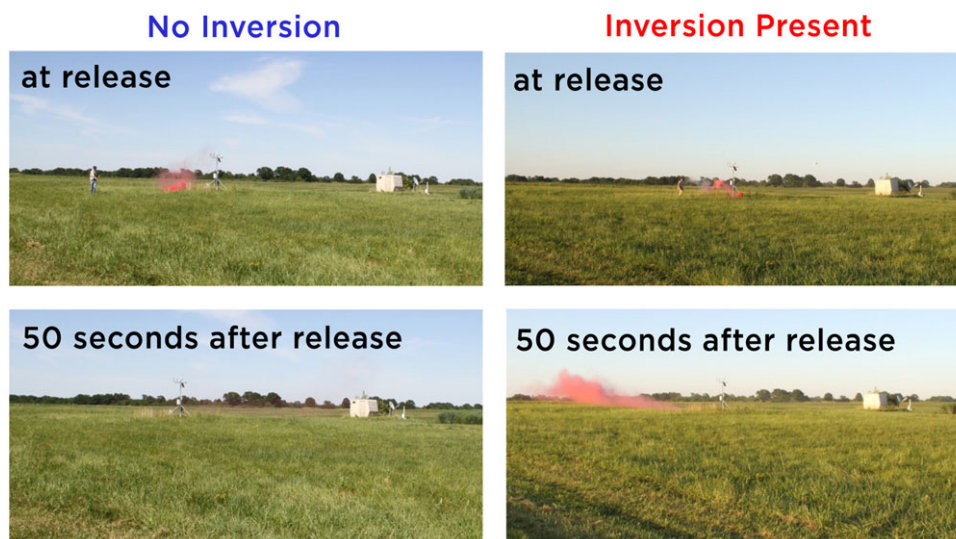 No Inversion
Inversion Present
at release
at release
50 seconds after release
50 seconds after release